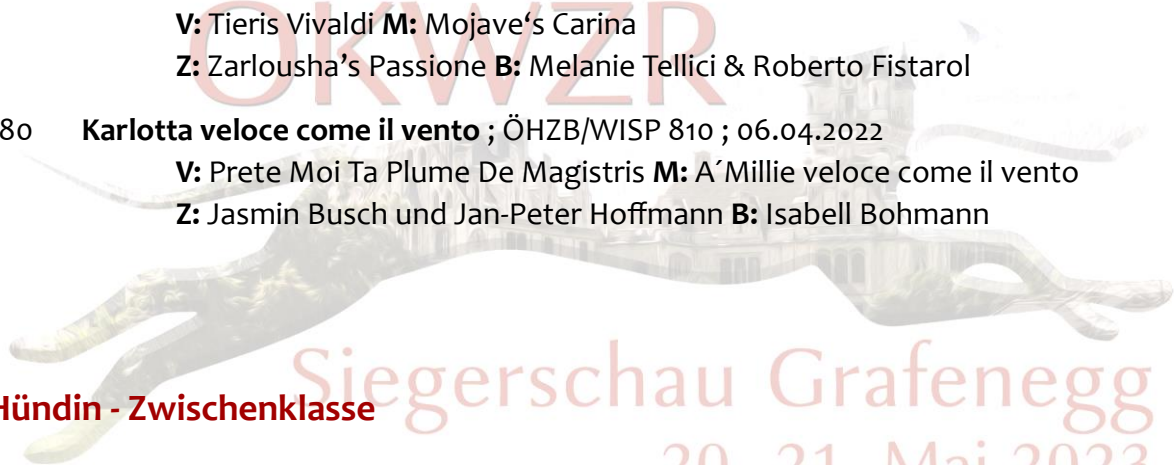 OKWZR
V: Tieris Vivaldi M: Mojave‘s Carina
Z: Zarlousha’s Passione B: Melanie Tellici & Roberto Fistarol
80 Karlotta veloce come il vento ; ÖHZB/WISP 810 ; 06.04.2022
V: Prete Moi Ta Plume De Magistris M: A´Millie veloce come il vento
Z: Jasmin Busch und Jan-Peter Hoffmann B: Isabell Bohmann
Siegerschau Grafenegg
Hündin - Zwischenklasse
20. 21. Mai 2023